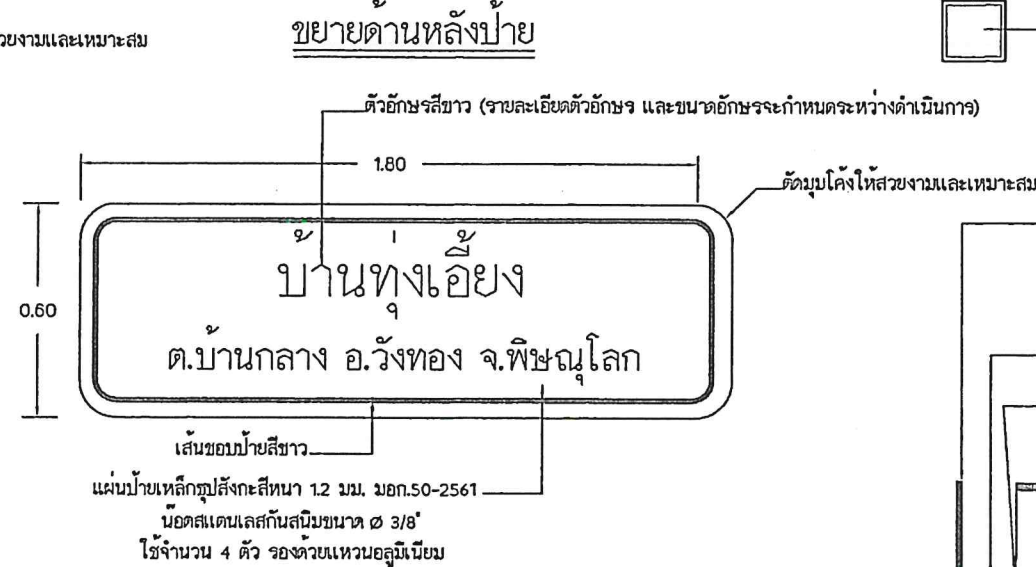 ขยายด้านหลังป้าย
และเหมาะสม
ตัวอักษรสีขาว (รายละเอียดตัวอักษร และขนาดอักษรจะกำหนดระหว่างดำเนินการ)
1.80
ตัดมุมโค้งให้สวยงามและเหมาะสม
0.60
บ้านทุ่งเอี้ยง
ต.บ้านกลาง อ.วังทอง จ.พิษณุโลก
เส้นขอบป้ายสีขาว
แผ่นป้ายเหล็กชุปสังกะสีหนา 1.2 มม. มอก.50-2561
น๊อตสแตนเลสกันสนิมขนาด ø 3/8"
ใช้จำนวน 4 ตัว รองด้วยแหวนอลูมิเนียม